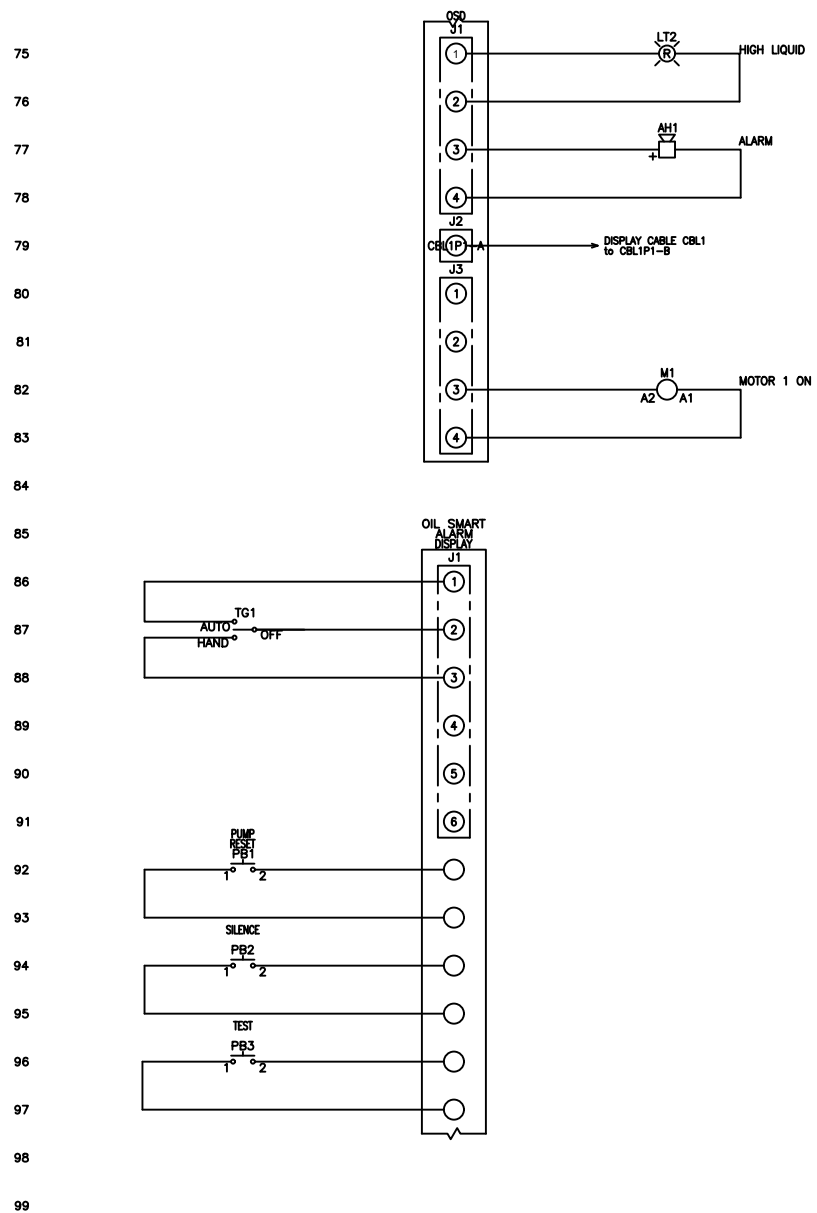 OSD
J1
75
1
LT2
R
HIGH LIQUID
76
2
77
3
AH1
+
ALARM
78
4
J2
79
CBL1P1-A
DISPLAY CABLE CBL1
to CBL1P1-B
J3
80
1
81
2
82
3
M1
A2
A1
MOTOR 1 ON
83
4
84
85
OIL SMART
ALARM
DISPLAY
J1
86
1
TG1
87
AUTO
OFF
2
HAND
88
3
89
4
90
5
91
6
PUMP
RESET
PB1
92
1 2
93
SILENCE
PB2
94
1 2
95
TEST
PB3
96
1 2
97
98
99